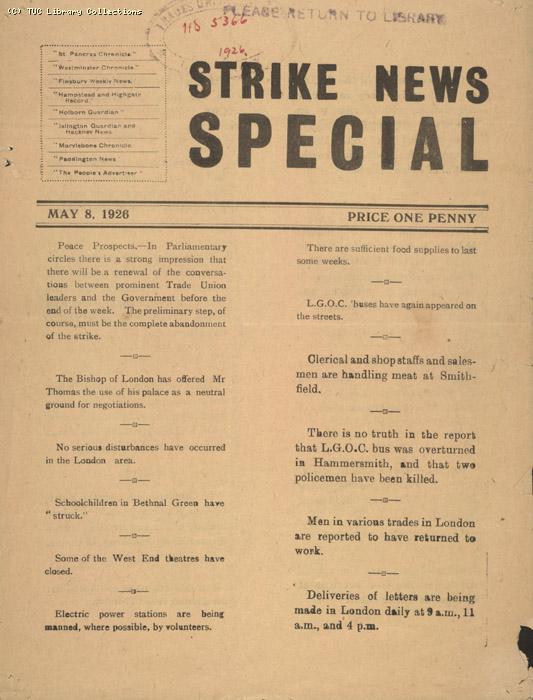 (C) TUC Library Collections
PLEASE RETURN TO LIBRARY
HB 5366
1926.
"St. Pancras Chronicle."
"Westminster Chronicle."
"Finsbury Weekly News.
"Hampstead and Highgate
Record."
"Holborn Guardian"
"Islington Guardian and
Hackney News.
"Marylebone Chronicle.
"Paddington News
"The People's Advertiser"
STRIKE NEWS
SPECIAL
MAY 8, 1926
PRICE ONE PENNY
Peace Prospects.—In Parliamentary
circles there is a strong impression that
there will be a renewal of the conversa-
tions between prominent Trade Union
leaders and the Government before the
end of the week. The preliminary step, of
course, must be the complete abandonment
of the strike.
The Bishop of London has offered Mr
Thomas the use of his palace as a neutral
ground for negotiations.
No serious disturbances have occurred
in the London area.
Schoolchildren in Bethnal Green have
"struck."
Some of the West End theatres have
closed.
Electric power stations are being
manned, where possible, by volunteers.
There are sufficient food supplies to last
some weeks.
L.G.O.C. 'buses have again appeared on
the streets.
Clerical and shop staffs and sales-
men are handling meat at Smith-
field.
There is no truth in the report
that L.G.O.C. bus was overturned
in Hammersmith, and that two
policemen have been killed.
Men in various trades in London
are reported to have returned to
work.
Deliveries of letters are being
made in London daily at 9 a.m., 11
a.m., and 4 p.m.